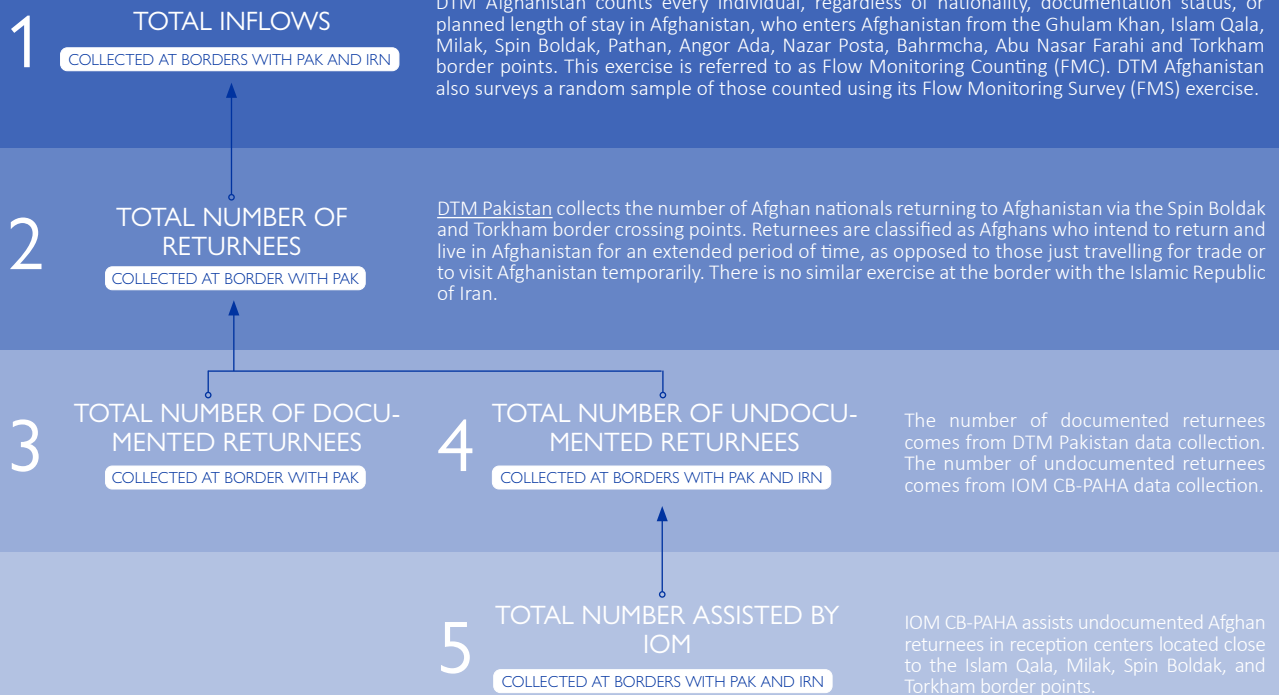 1
TOTAL INFLOWS
COLLECTED AT BORDERS WITH PAK AND IRN
DTM Afghanistan counts every individual, regardless of nationality, documentation status, or
planned length of stay in Afghanistan, who enters Afghanistan from the Ghulam Khan, Islam Qala,
Milak, Spin Boldak, Pathan, Angor Ada, Nazar Posta, Bahrmcha, Abu Nasar Farahi and Torkham
border points. This exercise is referred to as Flow Monitoring Counting (FMC). DTM Afghanistan
also surveys a random sample of those counted using its Flow Monitoring Survey (FMS) exercise.
2
TOTAL NUMBER OF
RETURNEES
COLLECTED AT BORDER WITH PAK
DTM Pakistan collects the number of Afghan nationals returning to Afghanistan via the Spin Boldak
and Torkham border crossing points. Returnees are classified as Afghans who intend to return and
live in Afghanistan for an extended period of time, as opposed to those just travelling for trade or
to visit Afghanistan temporarily. There is no similar exercise at the border with the Islamic Republic
of Iran.
3
TOTAL NUMBER OF DOCU-
MENTED RETURNEES
COLLECTED AT BORDER WITH PAK
4
TOTAL NUMBER OF UNDOCU-
MENTED RETURNEES
COLLECTED AT BORDERS WITH PAK AND IRN
The number of documented returnees
comes from DTM Pakistan data collection.
The number of undocumented returnees
comes from IOM CB-PAHA data collection.
5
TOTAL NUMBER ASSISTED BY
IOM
COLLECTED AT BORDERS WITH PAK AND IRN
IOM CB-PAHA assists undocumented Afghan
returnees in reception centers located close
to the Islam Qala, Milak, Spin Boldak, and
Torkham border points.